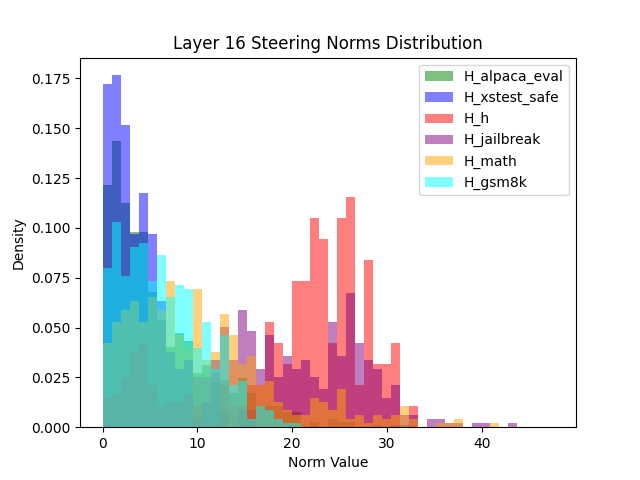 Layer 16 Steering Norms Distribution
H_alpaca_eval
H_xstest_safe
H_h
H_jailbreak
H_math
H_gsm8k
0.175
0.150
0.125
0.100
0.075
0.050
0.025
0.000
Density
0
10
20
30
40
Norm Value